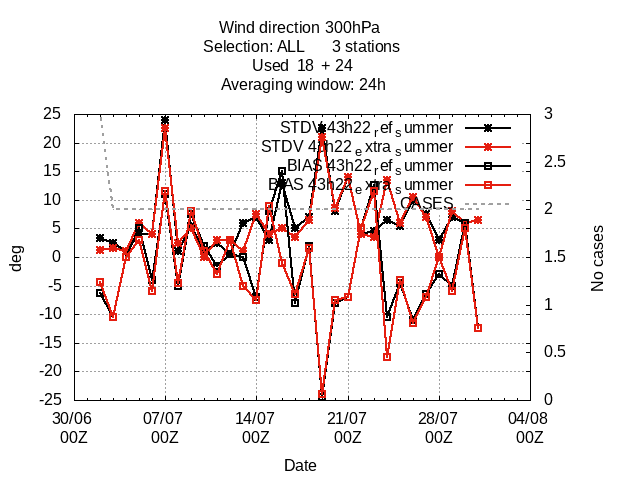 Wind direction 300hPa
Selection: ALL 3 stations
Used 18 + 24
Averaging window: 24h
25 20 15 10 5 0 -5 -10 -15 -20 -25
deg
STDV 43h22_ref_summer
STDV 43h22_extra_summer
BIAS 43h22_ref_summer
BIAS 43h22_extra_summer
CASES
3 2.5 2 1.5 1 0.5 0
No cases
30/06 07/07 14/07 21/07 28/07 04/08
00Z 00Z 00Z 00Z 00Z 00Z
Date